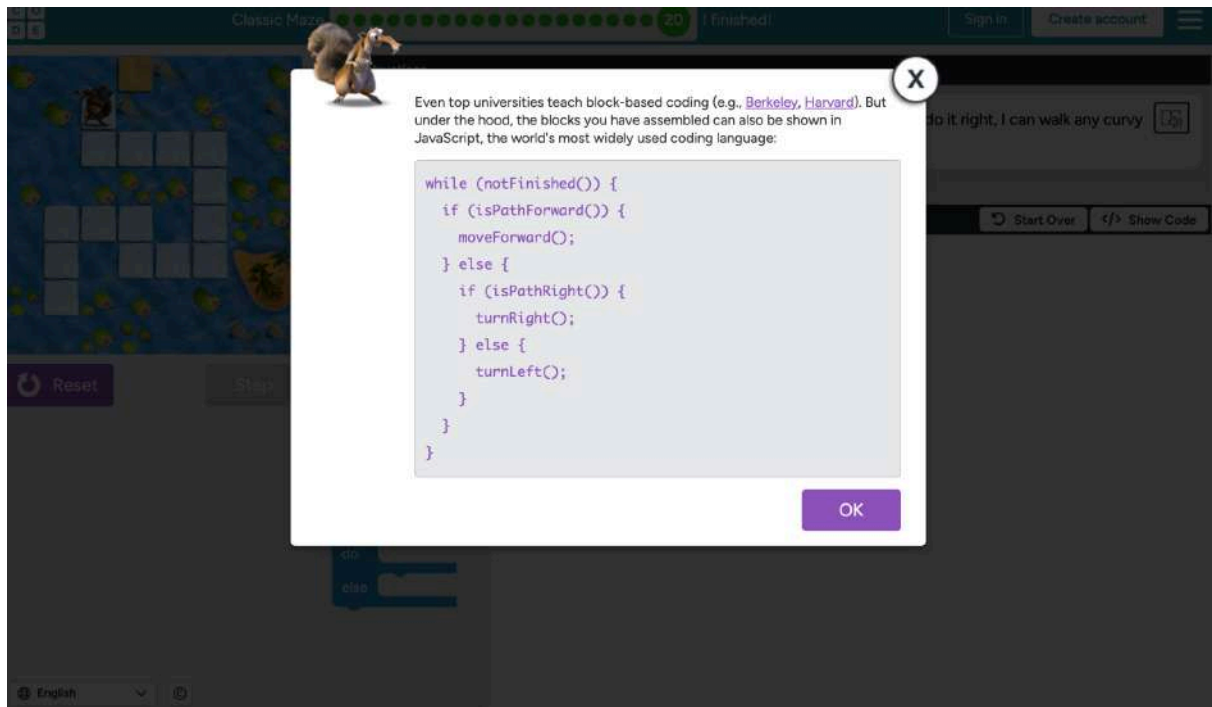 C O
D E
Classic Maze
20
I finished!
Sign in
Create account
X
Even top universities teach block-based coding (e.g., Berkeley, Harvard). But
under the hood, the blocks you have assembled can also be shown in
JavaScript, the world's most widely used coding language:
do it right, I can walk any curvy
while (notFinished()) {
if (isPathForward()) {
moveForward();
} else {
if (isPathRight()) {
turnRight();
} else {
turnLeft();
}
}
}
Start Over
</> Show Code
Reset
Step
OK
do
else
English